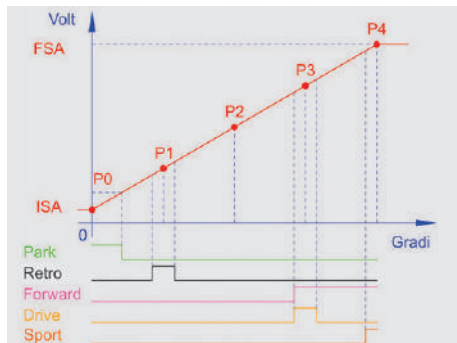 Volt
FSA
P4
P3
P2
P1
P0
ISA
0
Gradi
Park
Retro
Forward
Drive
Sport